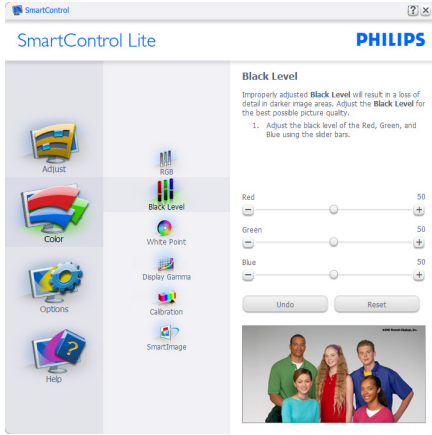 SmartControl
SmartControl Lite
PHILIPS
Adjust
Color
Options
Help
RGB
Black Level
White Point
Display Gamma
Calibration
SmartImage
Black Level
Improperly adjusted Black Level will result in a loss of
detail in darker image areas. Adjust the Black Level for
the best possible picture quality.
1. Adjust the black level of the Red, Green, and
Blue using the slider bars.
Red 50
Green 50
Blue 50
Undo Reset